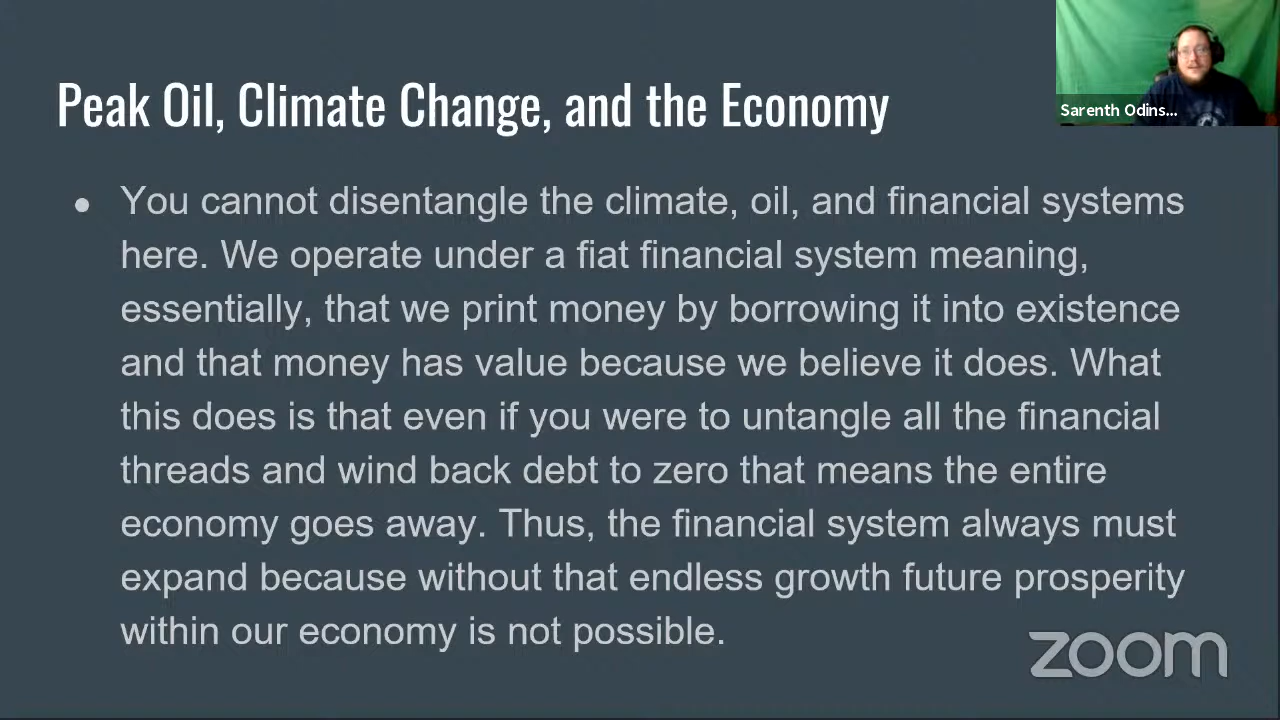 Peak Oil, Climate Change, and the Economy
Sarenth Odins...
● You cannot disentangle the climate, oil, and financial systems
here. We operate under a fiat financial system meaning,
essentially, that we print money by borrowing it into existence
and that money has value because we believe it does. What
this does is that even if you were to untangle all the financial
threads and wind back debt to zero that means the entire
economy goes away. Thus, the financial system always must
expand because without that endless growth future prosperity
within our economy is not possible.
zoom